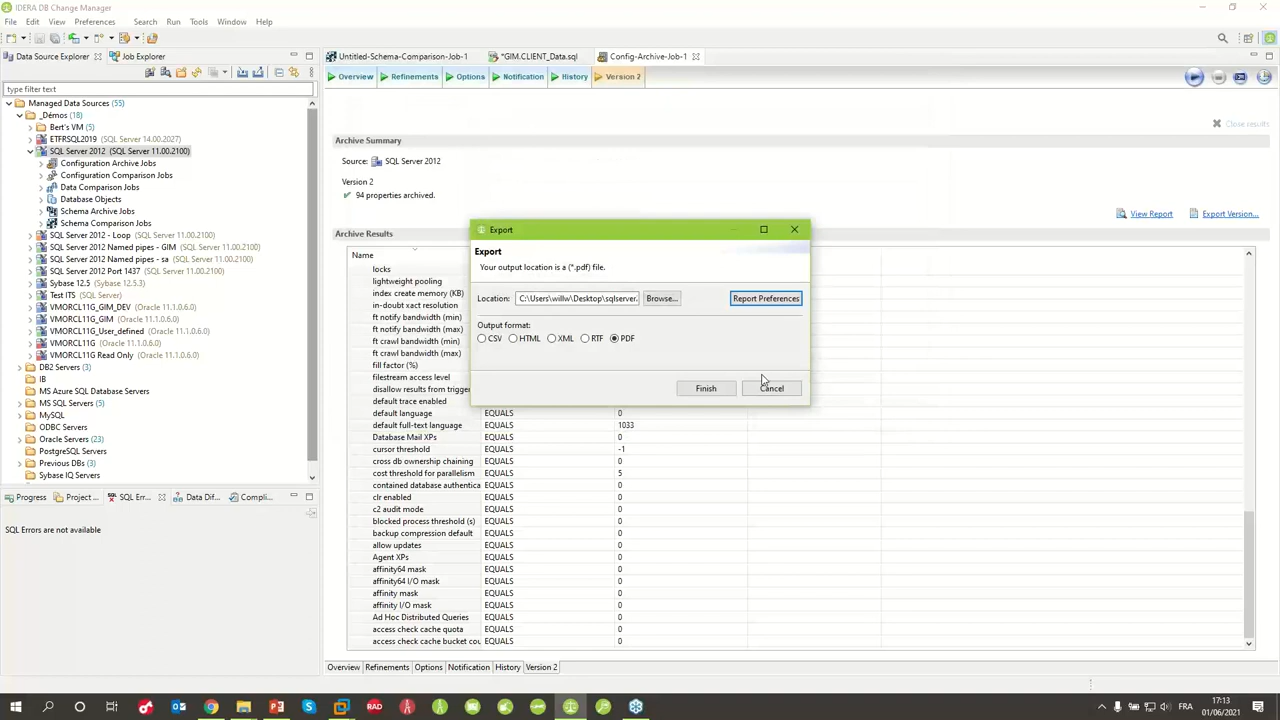 IDERA DB Change Manager
File Edit View Preferences Search Run Tools Window Help
Data Source Explorer Job Explorer
Untitled-Schema-Comparison-Job-1 *GIM.CLIENT_Data.sql Config-Archive-Job-1
Overview Refinements Options Notification History Version 2
type filter text
Managed Data Sources (55)
_Démos (18)
Bert's VM (5)
ETFRSQL2019 (SQL Server 14.00.2027)
SQL Server 2012 (SQL Server 11.00.2100)
Configuration Archive Jobs
Configuration Comparison Jobs
Data Comparison Jobs
Database Objects
Schema Archive Jobs
Schema Comparison Jobs
SQL Server 2012 - Loop (SQL Server 11.00.2100)
SQL Server 2012 Named pipes - GIM (SQL Server 11.00.2100)
SQL Server 2012 Named pipes - sa (SQL Server 11.00.2100)
SQL Server 2012 Port 1437 (SQL Server 11.00.2100)
Sybase 12.5 (Sybase 12.5.3)
Test ITS (SQL Server)
VMORCL11G_GIM_DEV (Oracle 11.2.0.1.0)
VMORCL11G_GIM (Oracle 11.2.0.1.0)
VMORCL11G_User_defined (Oracle 11.2.0.1.0)
VMORCL11G (Oracle 11.2.0.1.0)
VMORCL11G Read Only (Oracle 11.2.0.1.0)
DB2 Servers (3)
IB
MS Azure SQL Databases
MS SQL Servers (5)
MySQL
ODBC Servers
Oracle Servers (23)
PostgreSQL Servers
Previous DBs (3)
Sybase IQ Servers
Progress Project ... SQL Err... Data Dif... Compli...
SQL Errors are not available
Close results
Archive Summary
Source: SQL Server 2012
Version 2
94 properties archived.
View Report Export Version...
Archive Results
Name
locks
lightweight pooling
index create memory (KB)
in-doubt xact resolution
ft notify bandwidth (min)
ft notify bandwidth (max)
ft crawl bandwidth (min)
ft crawl bandwidth (max)
fill factor (%)
filestream access level
disallow results from trigger
default trace enabled
default language EQUALS 0
default full-text language EQUALS 1033
Database Mail XPs EQUALS 0
cursor threshold EQUALS -1
cross db ownership chaining EQUALS 0
cost threshold for parallelism EQUALS 5
contained database authentica EQUALS 0
clr enabled EQUALS 0
c2 audit mode EQUALS 0
blocked process threshold (s) EQUALS 0
backup compression default EQUALS 0
allow updates EQUALS 0
Agent XPs EQUALS 0
affinity64 mask EQUALS 0
affinity64 I/O mask EQUALS 0
affinity mask EQUALS 0
affinity I/O mask EQUALS 0
Ad Hoc Distributed Queries EQUALS 0
access check cache quota EQUALS 0
access check cache bucket cou EQUALS 0
Export
Export
Your output location is a (*.pdf) file.
Location: C:\Users\willw\Desktop\sqlserver. Browse... Report Preferences
Output format:
CSV HTML XML RTF PDF
Finish Cancel
Overview Refinements Options Notification History Version 2
RAD
FRA
17:13
01/06/2021